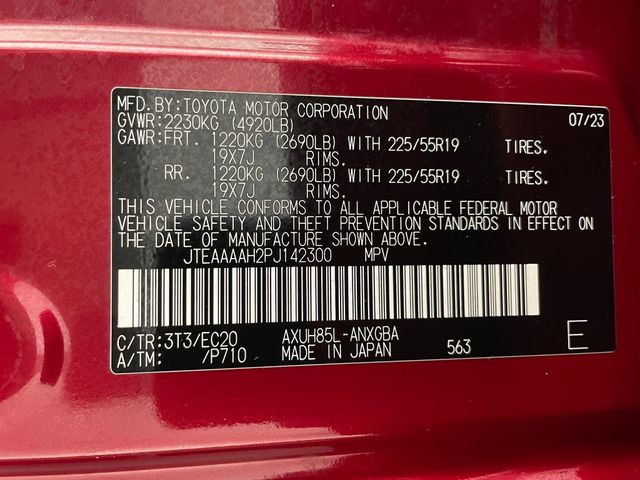 MFD.BY:TOYOTA MOTOR CORPORATION 07/23
GVWR:2230KG (4920LB)
GAWR:FRT. 1220KG (2690LB) WITH 225/55R19 TIRES.
19X7J RIMS.
RR. 1220KG (2690LB) WITH 225/55R19 TIRES.
19X7J RIMS.
THIS VEHICLE CONFORMS TO ALL APPLICABLE FEDERAL MOTOR
VEHICLE SAFETY AND THEFT PREVENTION STANDARDS IN EFFECT ON
THE DATE OF MANUFACTURE SHOWN ABOVE.
JTEAAAAH2PJ142300 MPV
C/TR:3T3/EC20 AXUH85L-ANXGBA
A/TM: /P710 MADE IN JAPAN 563 E